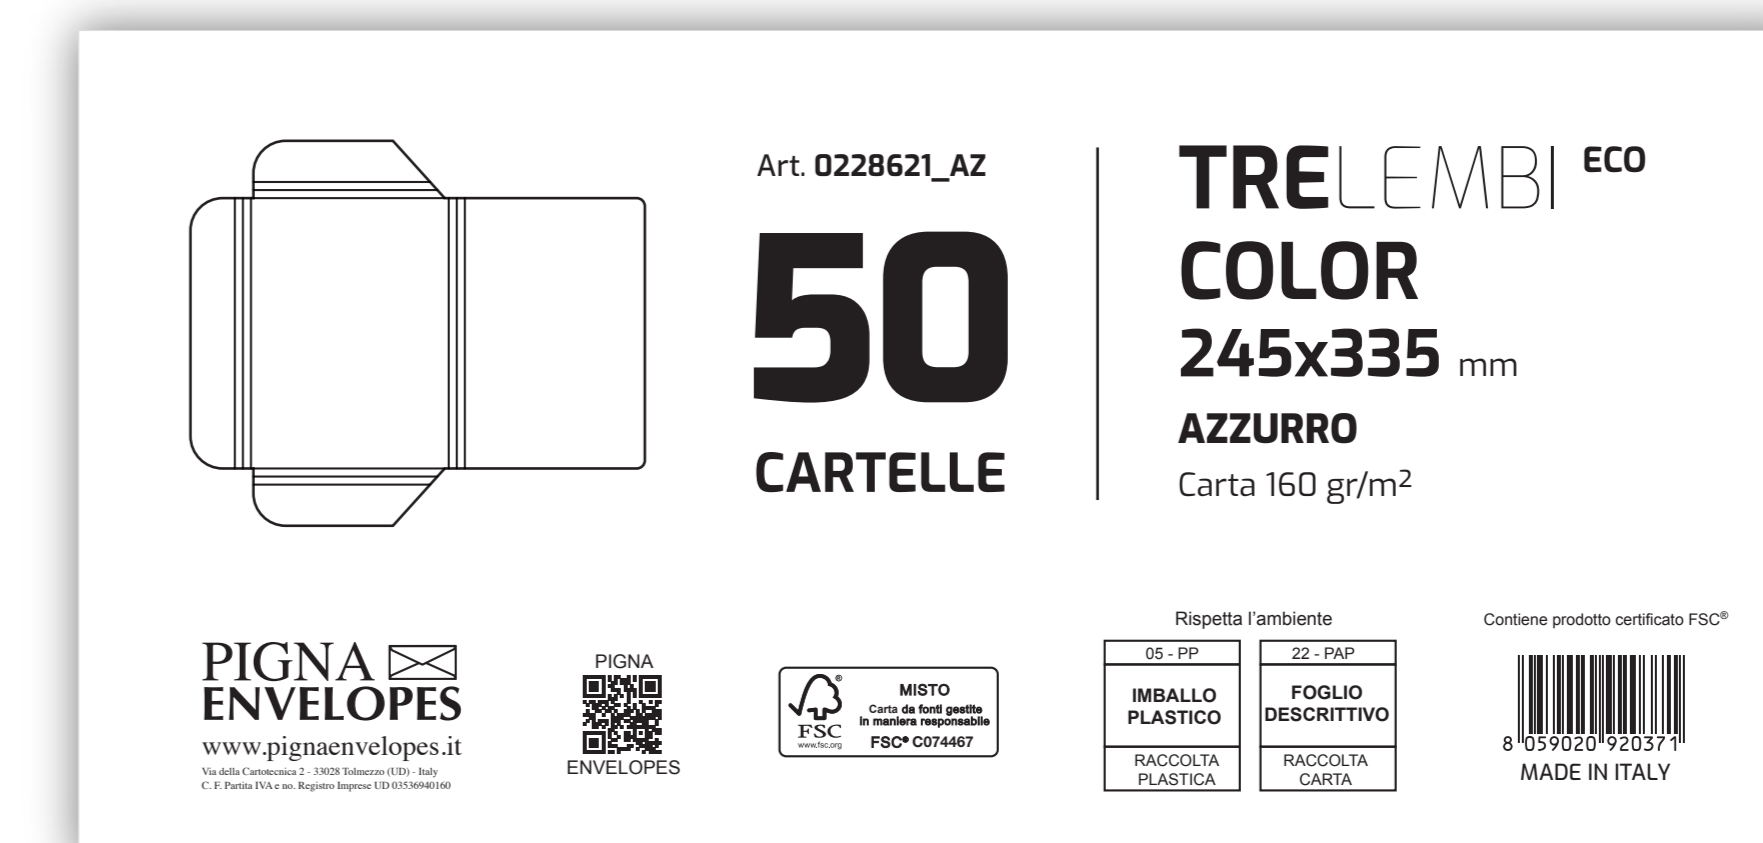 Art. 0228621_AZ
50
CARTELLE
TRELEMBI ECO
COLOR
245x335 mm
AZZURRO
Carta 160 gr/m²
PIGNA
ENVELOPES
www.pignaenvelopes.it
Via della Cartotecnica 2 - 33028 Tolmezzo (UD) - Italy
C. F. Partita IVA e no. Registro Imprese UD 03536940160
PIGNA
ENVELOPES
®
FSC
www.fsc.org
MISTO
Carta da fonti gestite
in maniera responsabile
FSC® C074467
Rispetta l'ambiente
05 - PP
IMBALLO
PLASTICO
RACCOLTA
PLASTICA
22 - PAP
FOGLIO
DESCRITTIVO
RACCOLTA
CARTA
Contiene prodotto certificato FSC®
8 059020 920371
MADE IN ITALY